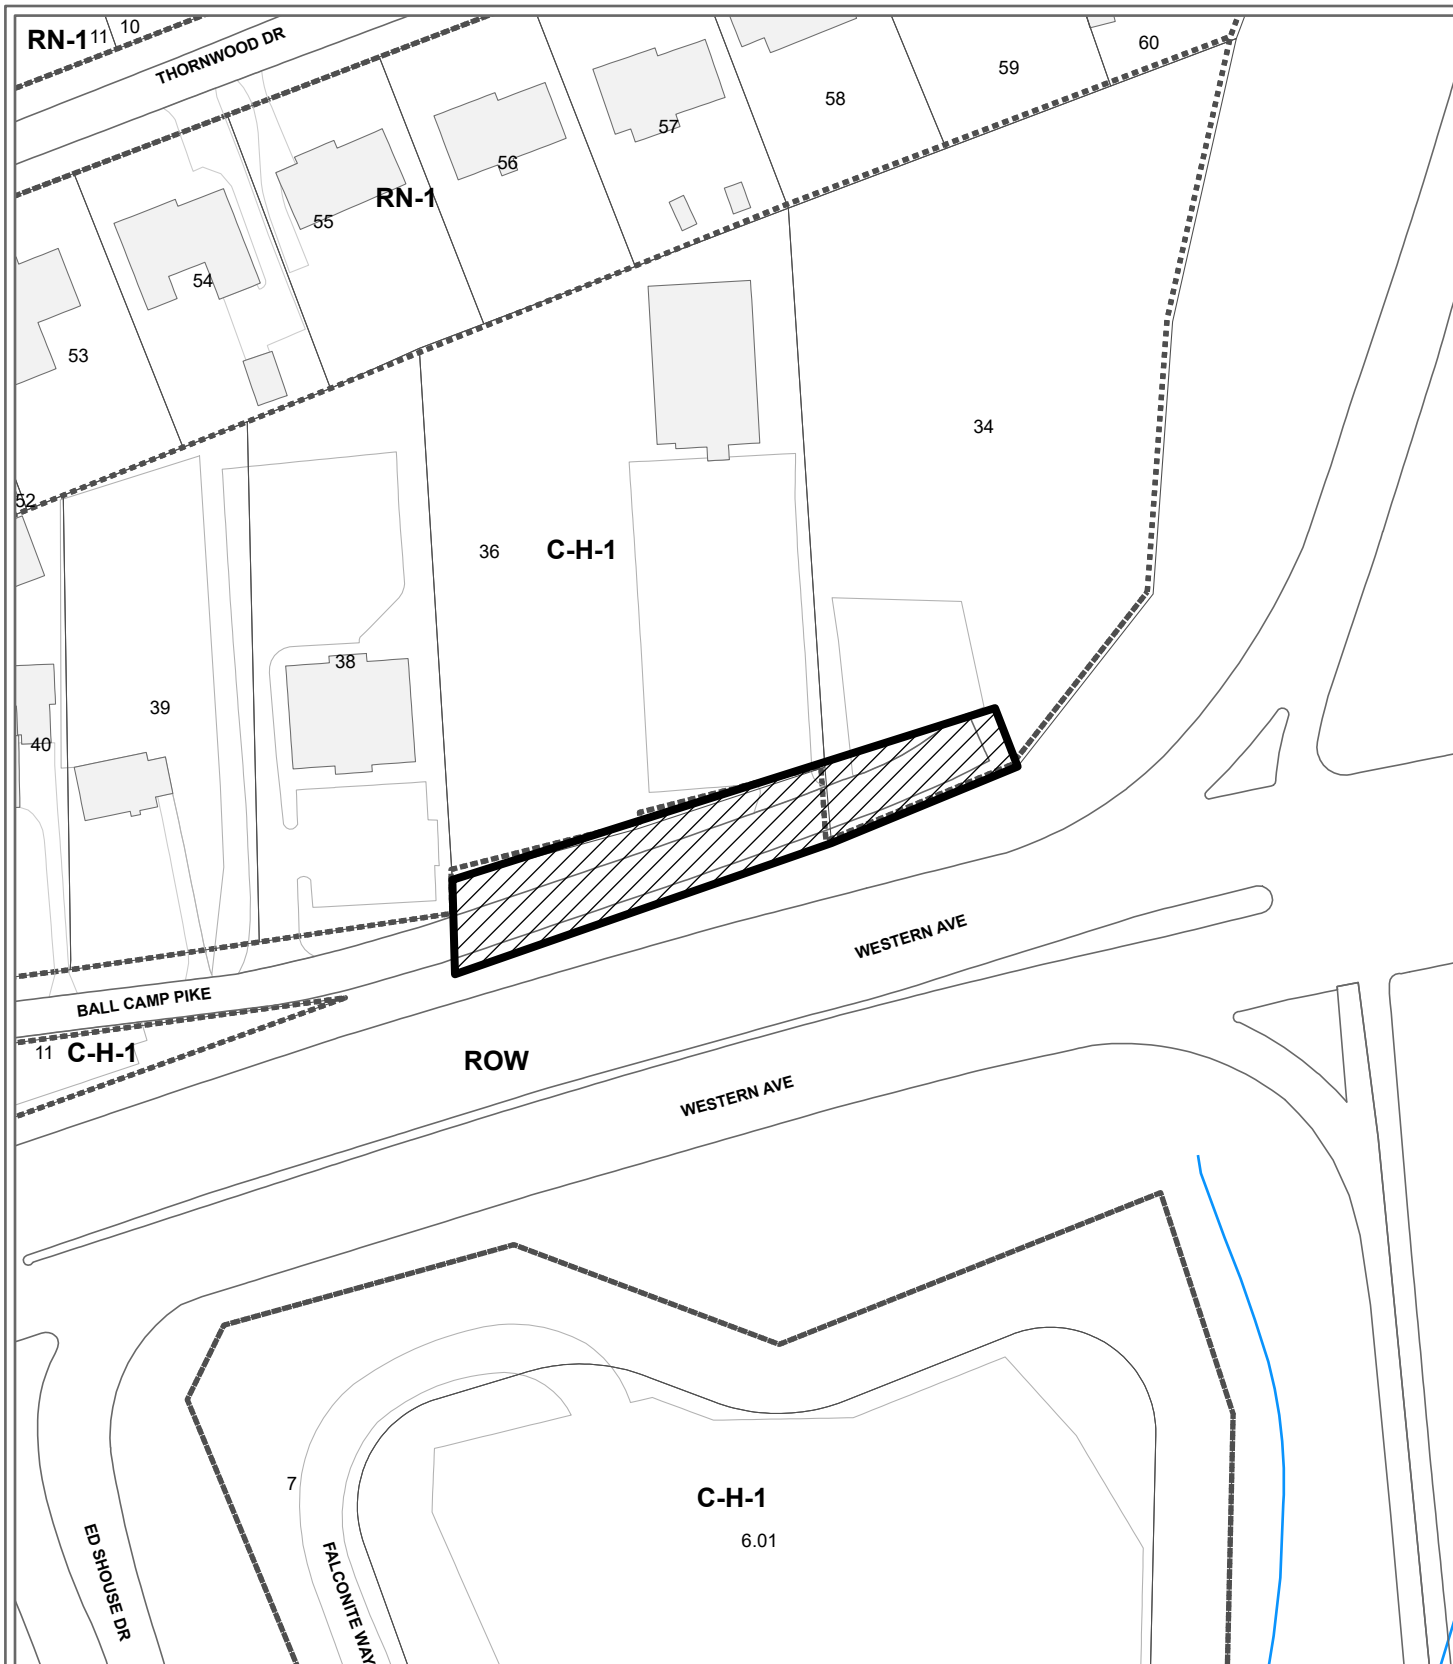 RN-1
11
10
THORNWOOD DR
60
59
58
57
56
RN-1
55
54
53
52
34
36
C-H-1
38
39
40
WESTERN AVE
BALL CAMP PIKE
11
C-H-1
ROW
WESTERN AVE
7
C-H-1
6.01
ED SHOUSE DR
FALCONITE WAY